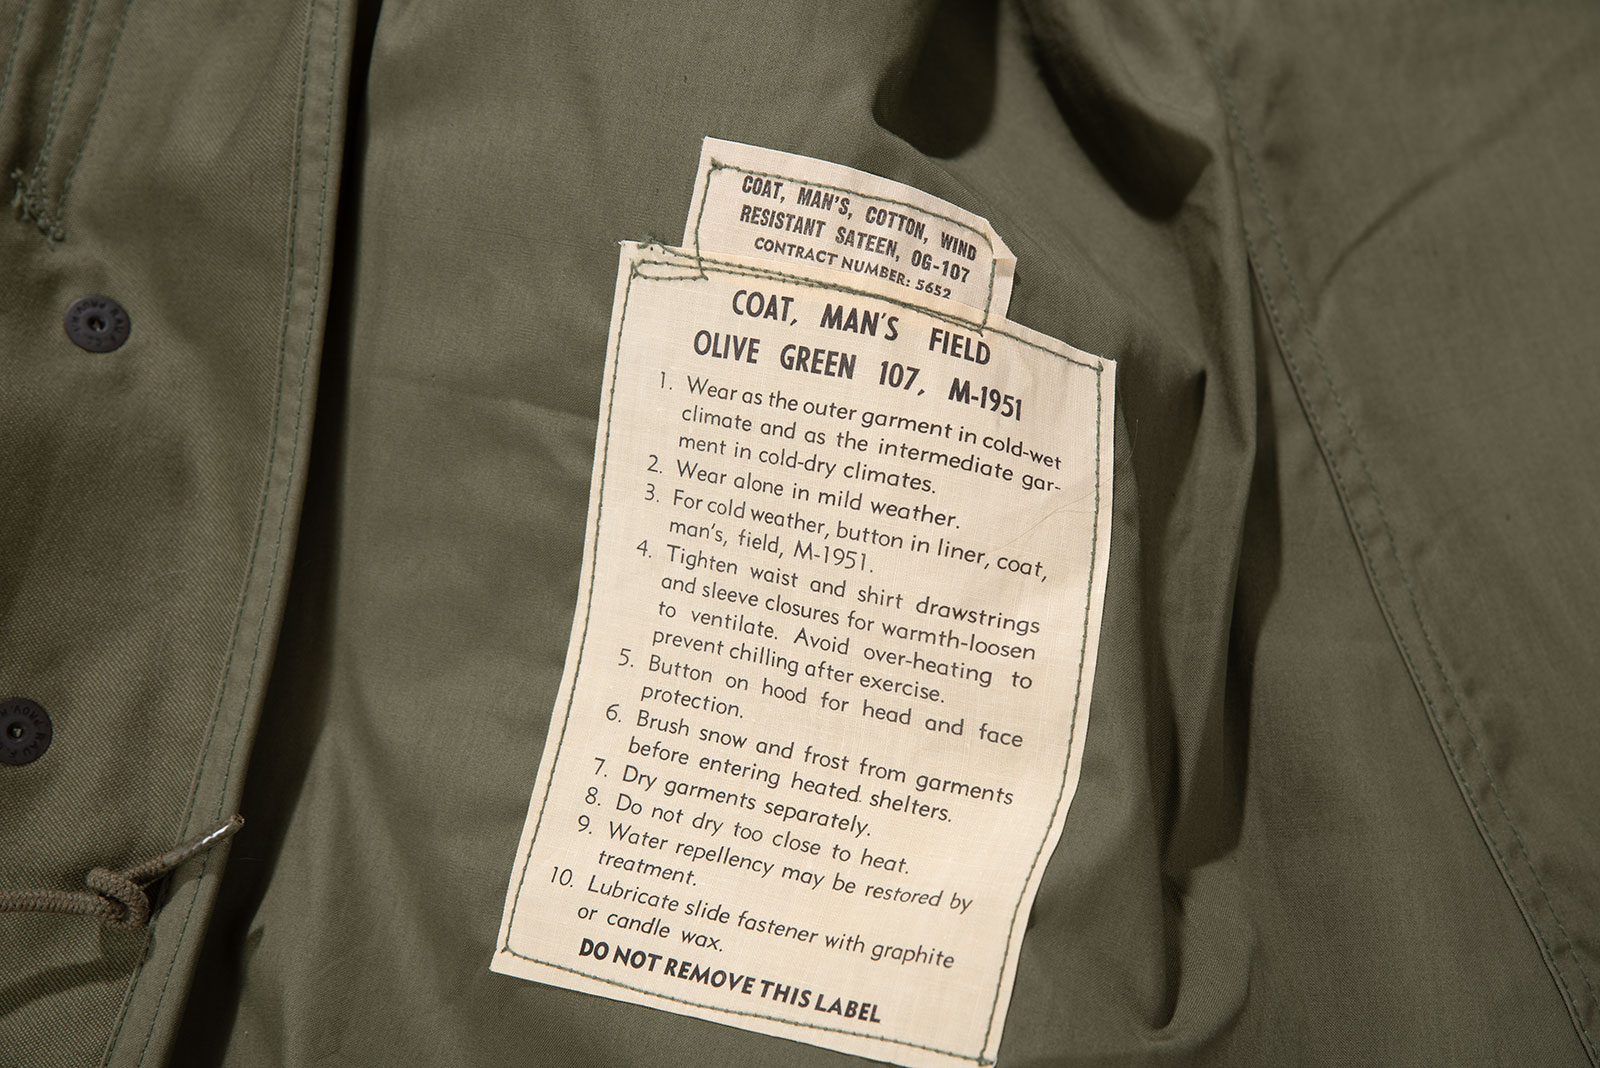 COAT, MAN'S, COTTON, WIND
RESISTANT SATEEN, OG-107
CONTRACT NUMBER: 5652
COAT, MAN'S FIELD
OLIVE GREEN 107, M-1951
1. Wear as the outer garment in cold-wet
climate and as the intermediate gar-
ment in cold-dry climates.
2. Wear alone in mild weather.
3. For cold weather, button in liner, coat,
man's, field, M-1951.
4. Tighten waist and shirt drawstrings
and sleeve closures for warmth-loosen
to ventilate. Avoid over-heating to
prevent chilling after exercise.
5. Button on hood for head and face
protection.
6. Brush snow and frost from garments
before entering heated. shelters.
7. Dry garments separately.
8. Do not dry too close to heat.
9. Water repellency may be restored by
treatment.
10. Lubricate slide fastener with graphite
or candle wax.
DO NOT REMOVE THIS LABEL